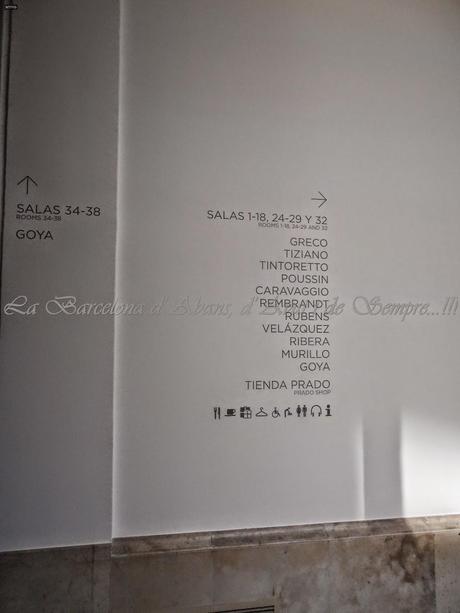 SALAS 34-38
ROOMS 34-38
GOYA
SALAS 1-18, 24-29 Y 32
ROOMS 1-18, 24-29 AND 32
GRECO
TIZIANO
TINTORETTO
POUSSIN
CARAVAGGIO
REMBRANDT
RUBENS
VELÁZQUEZ
RIBERA
MURILLO
GOYA
TIENDA PRADO
PRADO SHOP
La Barcelona d'Abans, d'Avui i de Sempre...!!!